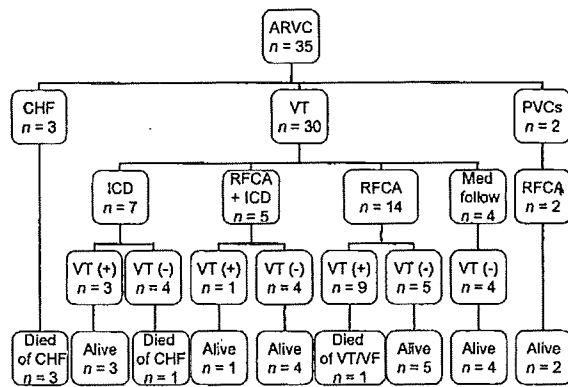 ARVC
n = 35
CHF
n = 3
VT
n = 30
PVCs
n = 2
ICD
n = 7
RFCA
+ ICD
n = 5
RFCA
n = 14
Med
follow
n = 4
RFCA
n = 2
VT (+)
n = 3
VT (-)
n = 4
VT (+)
n = 1
VT (-)
n = 4
VT (+)
n = 9
VT (-)
n = 5
VT (-)
n = 4
Died
of CHF
n = 3
Alive
n = 3
Died
of CHF
n = 1
Alive
n = 1
Alive
n = 4
Died
of VT/VF
n = 1
Alive
n = 5
Alive
n = 4
Alive
n = 2